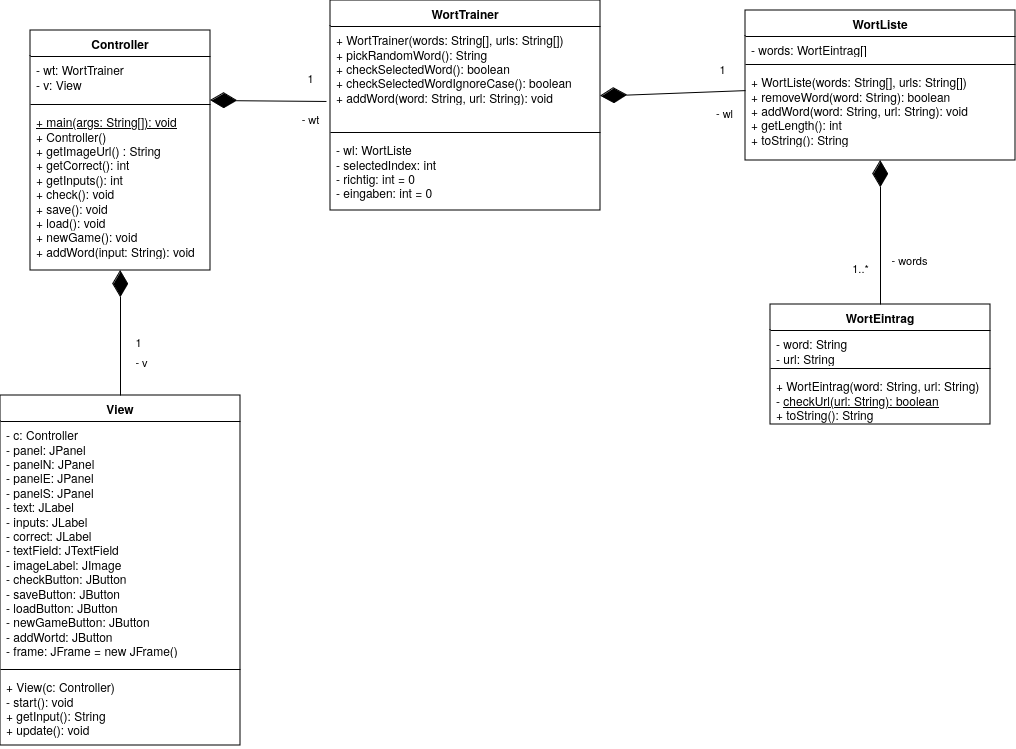 Controller
- wt: WortTrainer
- v: View
+ main(args: String[]): void
+ Controller()
+ getImageUrl() : String
+ getCorrect(): int
+ getInputs(): int
+ check(): void
+ save(): void
+ load(): void
+ newGame(): void
+ addWord(input: String): void
1
- wt
WortTrainer
+ WortTrainer(words: String[], urls: String[])
+ pickRandomWord(): String
+ checkSelectedWord(): boolean
+ checkSelectedWordIgnoreCase(): boolean
+ addWord(word: String, url: String): void
- wl: WortListe
- selectedIndex: int
- richtig: int = 0
- eingaben: int = 0
1
- wl
WortListe
- words: WortEintrag[]
+ WortListe(words: String[], urls: String[])
+ removeWord(word: String): boolean
+ addWord(word: String, url: String): void
+ getLength(): int
+ toString(): String
- words
1..*
WortEintrag
- word: String
- url: String
+ WortEintrag(word: String, url: String)
- checkUrl(url: String): boolean
+ toString(): String
1
- v
View
- c: Controller
- panel: JPanel
- panelN: JPanel
- panelE: JPanel
- panelS: JPanel
- text: JLabel
- inputs: JLabel
- correct: JLabel
- textField: JTextField
- imageLabel: JImage
- checkButton: JButton
- saveButton: JButton
- loadButton: JButton
- newGameButton: JButton
- addWortd: JButton
- frame: JFrame = new JFrame()
+ View(c: Controller)
- start(): void
+ getInput(): String
+ update(): void